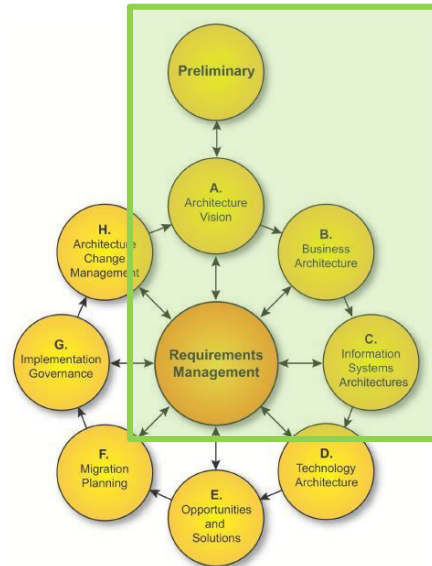 Preliminary
A.
Architecture
Vision
B.
Business
Architecture
C.
Information
Systems
Architectures
D.
Technology
Architecture
E.
Opportunities
and
Solutions
F.
Migration
Planning
G.
Implementation
Governance
H.
Architecture
Change
Management
Requirements
Management